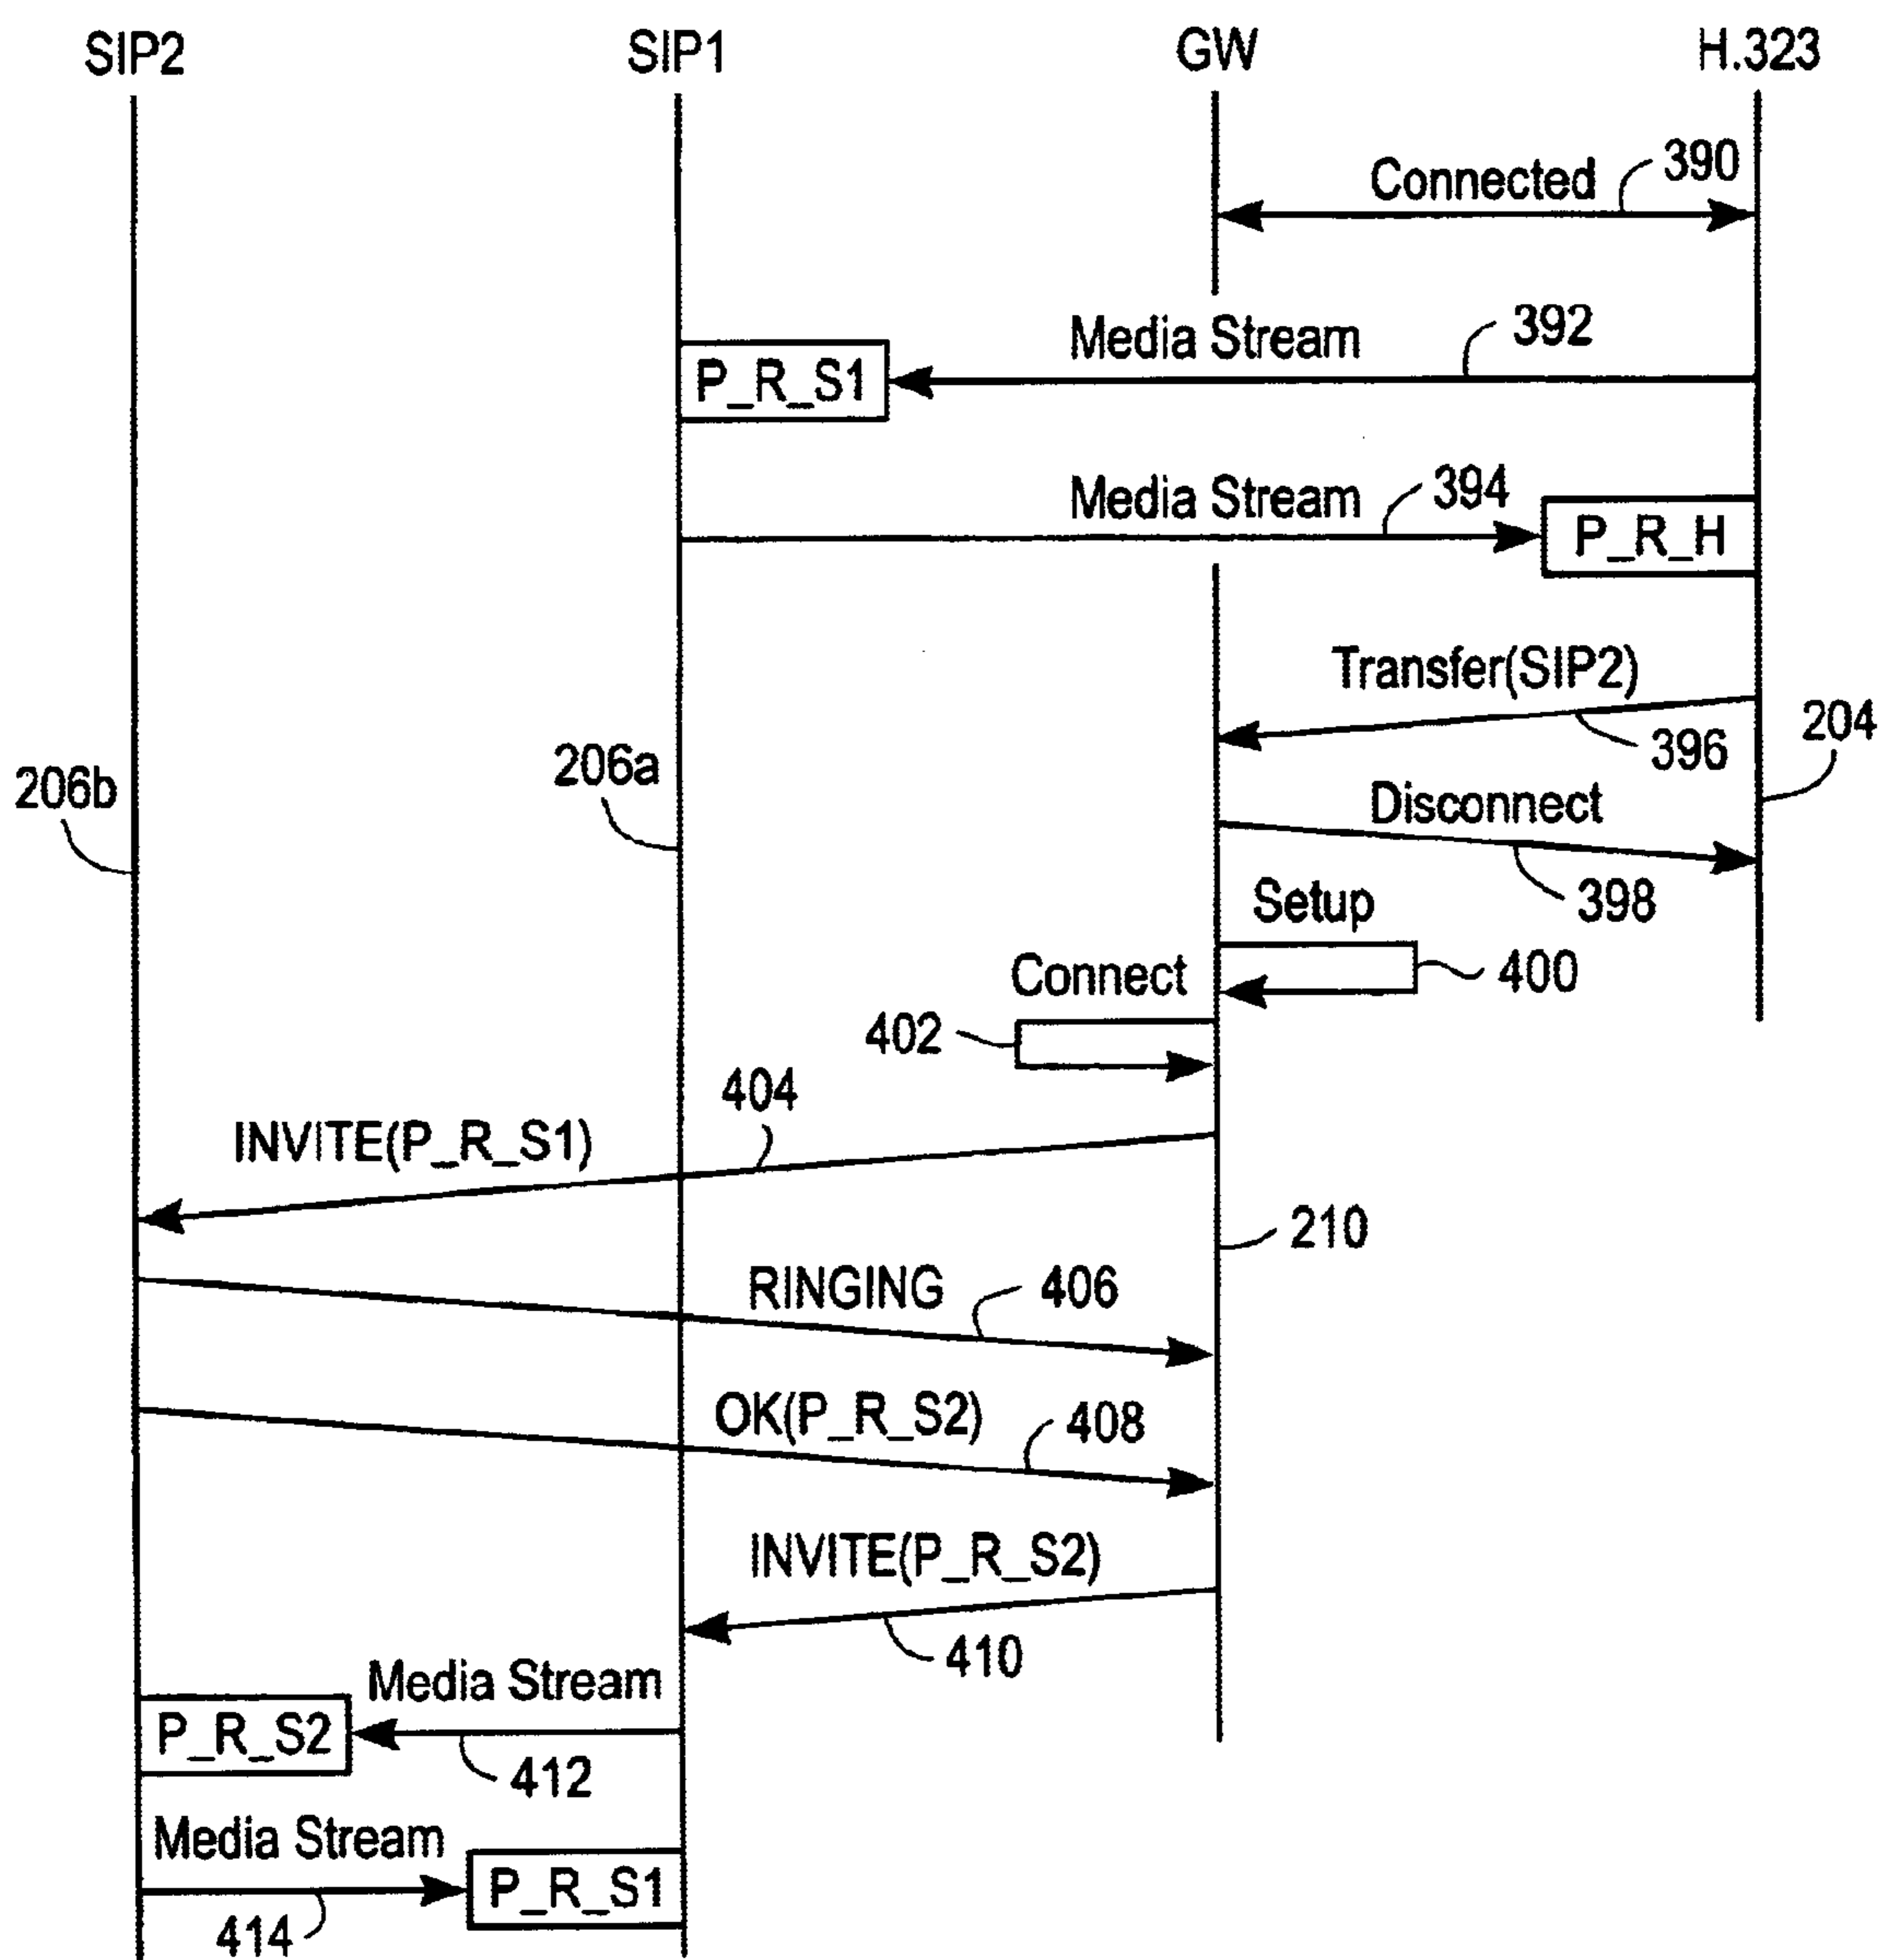 SIP2
SIP1
GW
H.323
Connected
390
Media Stream
392
P_R_S1
Media Stream
394
P_R_H
Transfer(SIP2)
396
204
206b
206a
Disconnect
398
Setup
400
Connect
402
404
INVITE(P_R_S1)
210
RINGING
406
OK(P_R_S2)
408
INVITE(P_R_S2)
410
Media Stream
P_R_S2
412
Media Stream
P_R_S1
414